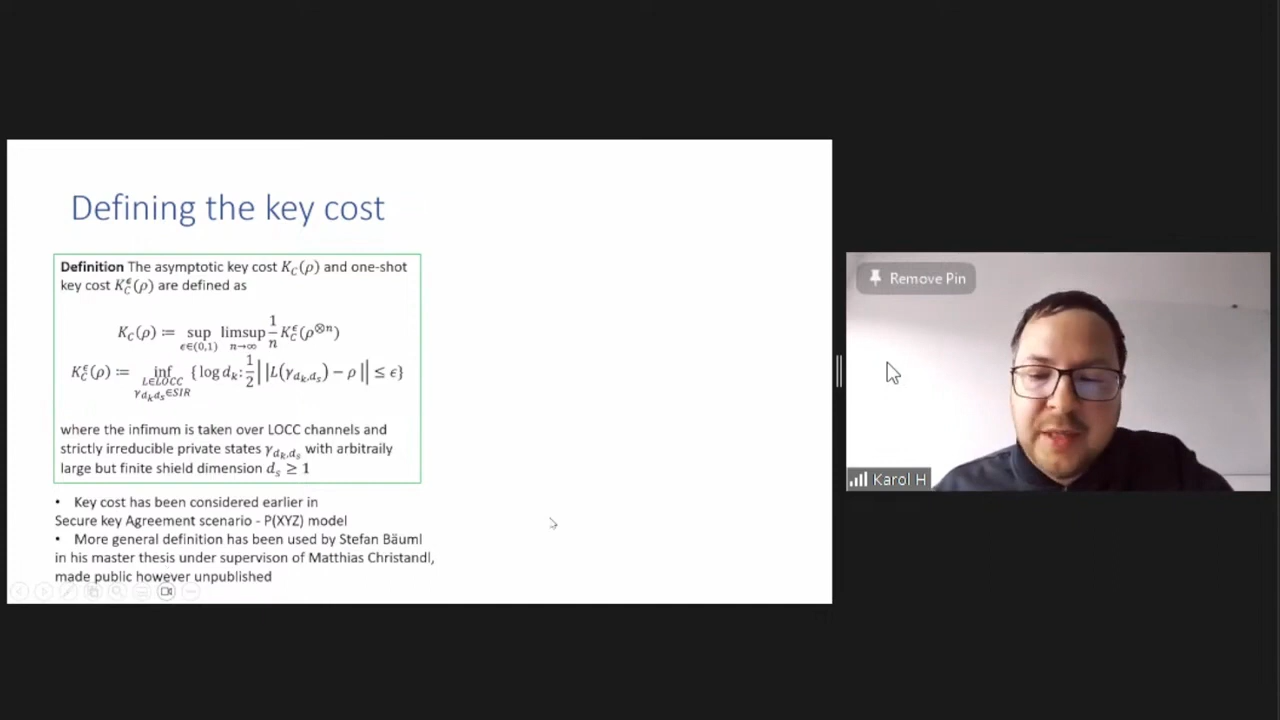 Defining the key cost
Definition The asymptotic key cost K_C(ρ) and one-shot
key cost K_C^ϵ(ρ) are defined as
K_C(ρ) ≔ sup_{ϵ∈(0,1)} limsup_{n→∞} 1/n K_C^ϵ(ρ^{⊗n})
K_C^ϵ(ρ) ≔ inf_{L∈LOCC, γ_{d_k d_s}∈SIR} {log d_k: 1/2 ||L(γ_{d_k,d_s}) − ρ|| ≤ ϵ}
where the infimum is taken over LOCC channels and
strictly irreducible private states γ_{d_k,d_s} with arbitraily
large but finite shield dimension d_s ≥ 1
• Key cost has been considered earlier in
Secure key Agreement scenario - P(XYZ) model
• More general definition has been used by Stefan Bäuml
in his master thesis under supervison of Matthias Christandl,
made public however unpublished
Remove Pin
Karol H